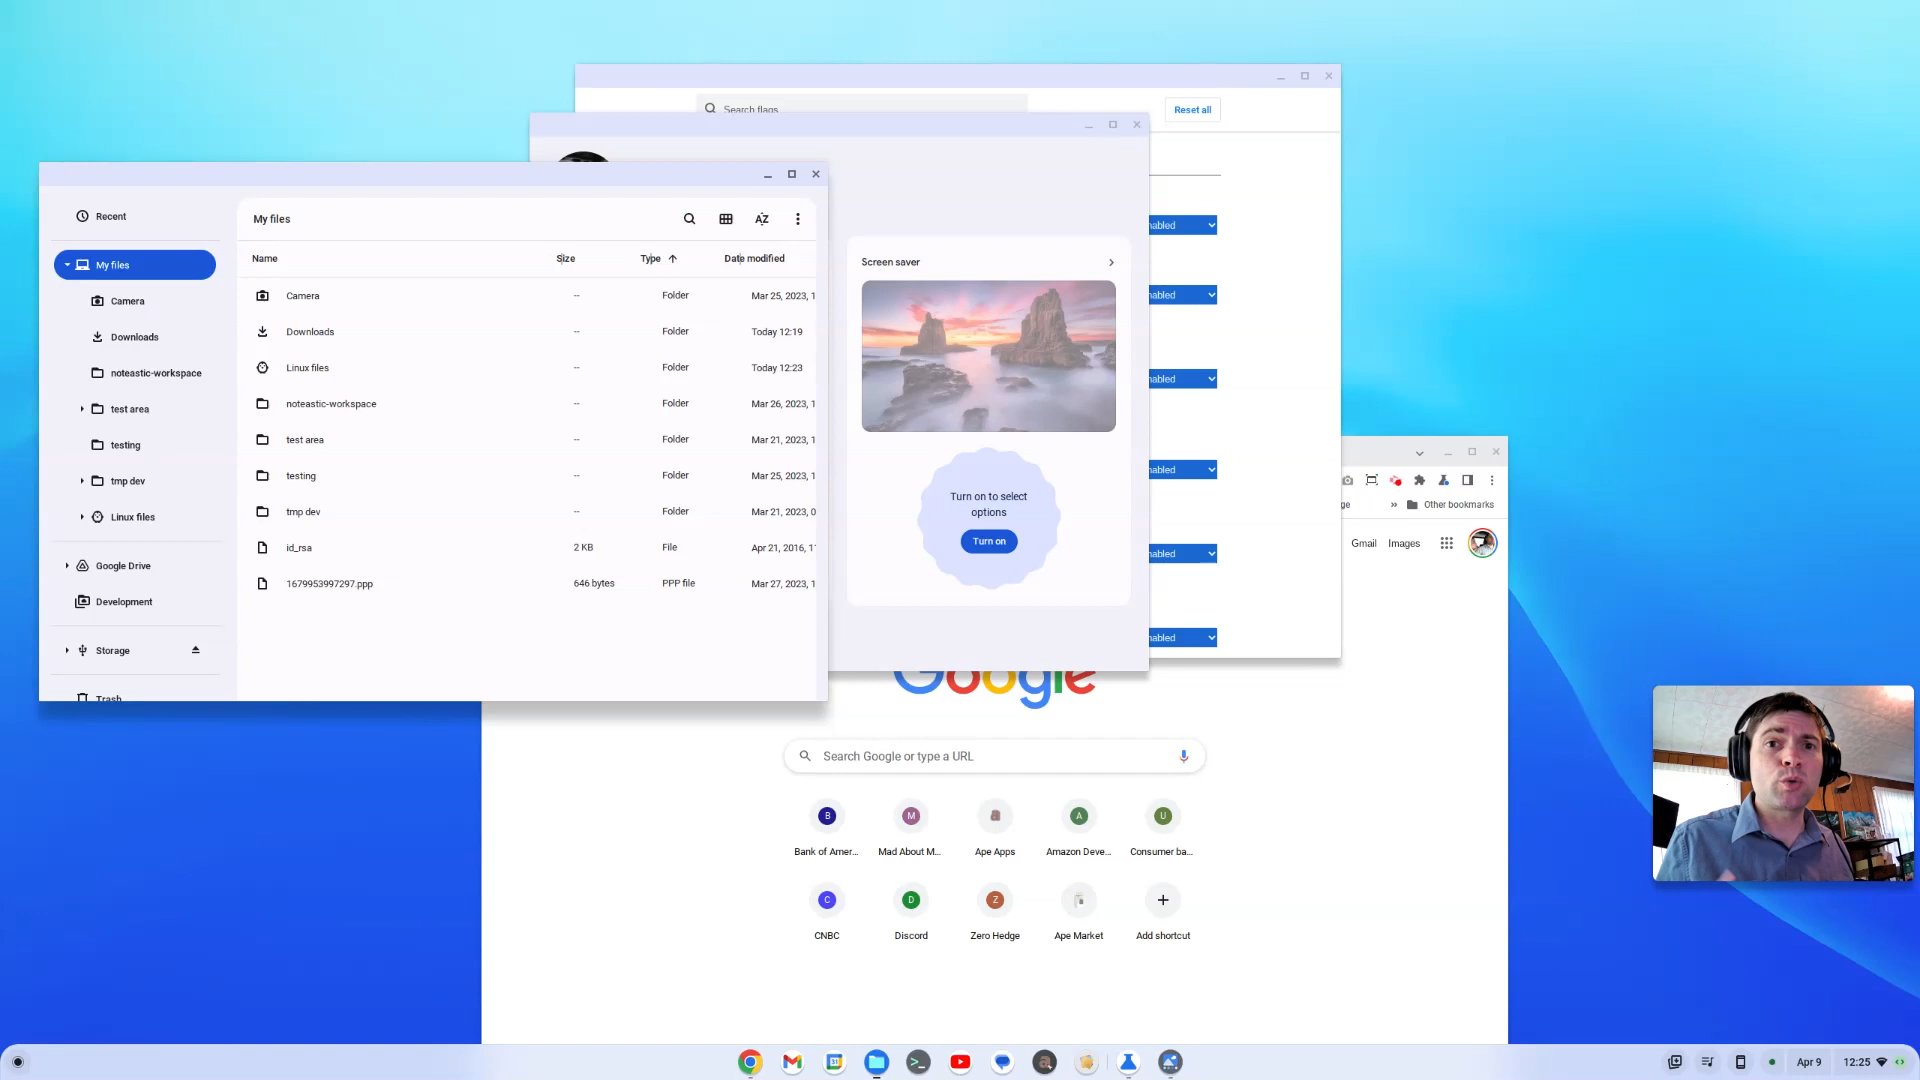 Search flags
Reset all
Recent
My files
Camera
Downloads
noteastic-workspace
test area
testing
tmp dev
Linux files
Google Drive
Development
Storage
Trash
My files
AZ
Name Size Type Date modified
Camera -- Folder Mar 25, 2023, 1
Downloads -- Folder Today 12:19
Linux files -- Folder Today 12:23
noteastic-workspace -- Folder Mar 26, 2023, 1
test area -- Folder Mar 21, 2023, 1
testing -- Folder Mar 25, 2023, 1
tmp dev -- Folder Mar 21, 2023, 0
id_rsa 2 KB File Apr 21, 2016, 1
1679953997297.ppp 646 bytes PPP file Mar 27, 2023, 1
Screen saver
Turn on to select
options
Turn on
nabled
nabled
nabled
nabled
nabled
nabled
ge » Other bookmarks
Gmail Images
Google
Search Google or type a URL
B M a A U
Bank of Amer... Mad About M... Ape Apps Amazon Deve... Consumer ba...
C D Z
CNBC Discord Zero Hedge Ape Market Add shortcut
31
Apr 9 12:25